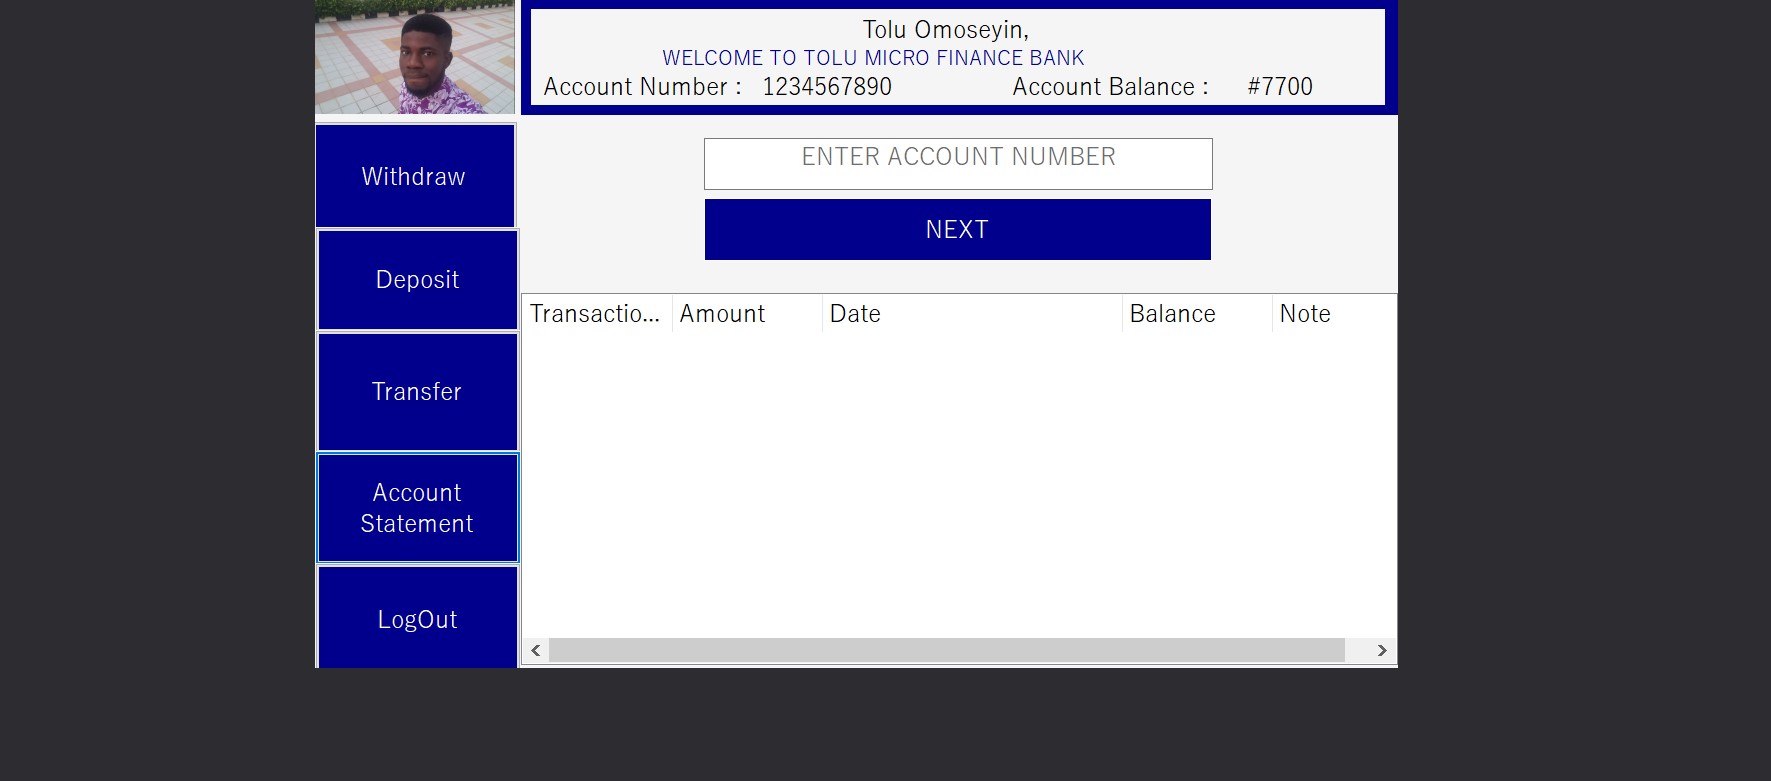 Tolu Omoseyin,
WELCOME TO TOLU MICRO FINANCE BANK
Account Number : 1234567890 Account Balance : #7700
Withdraw
Deposit
Transfer
Account
Statement
LogOut
ENTER ACCOUNT NUMBER
NEXT
Transactio... Amount Date Balance Note